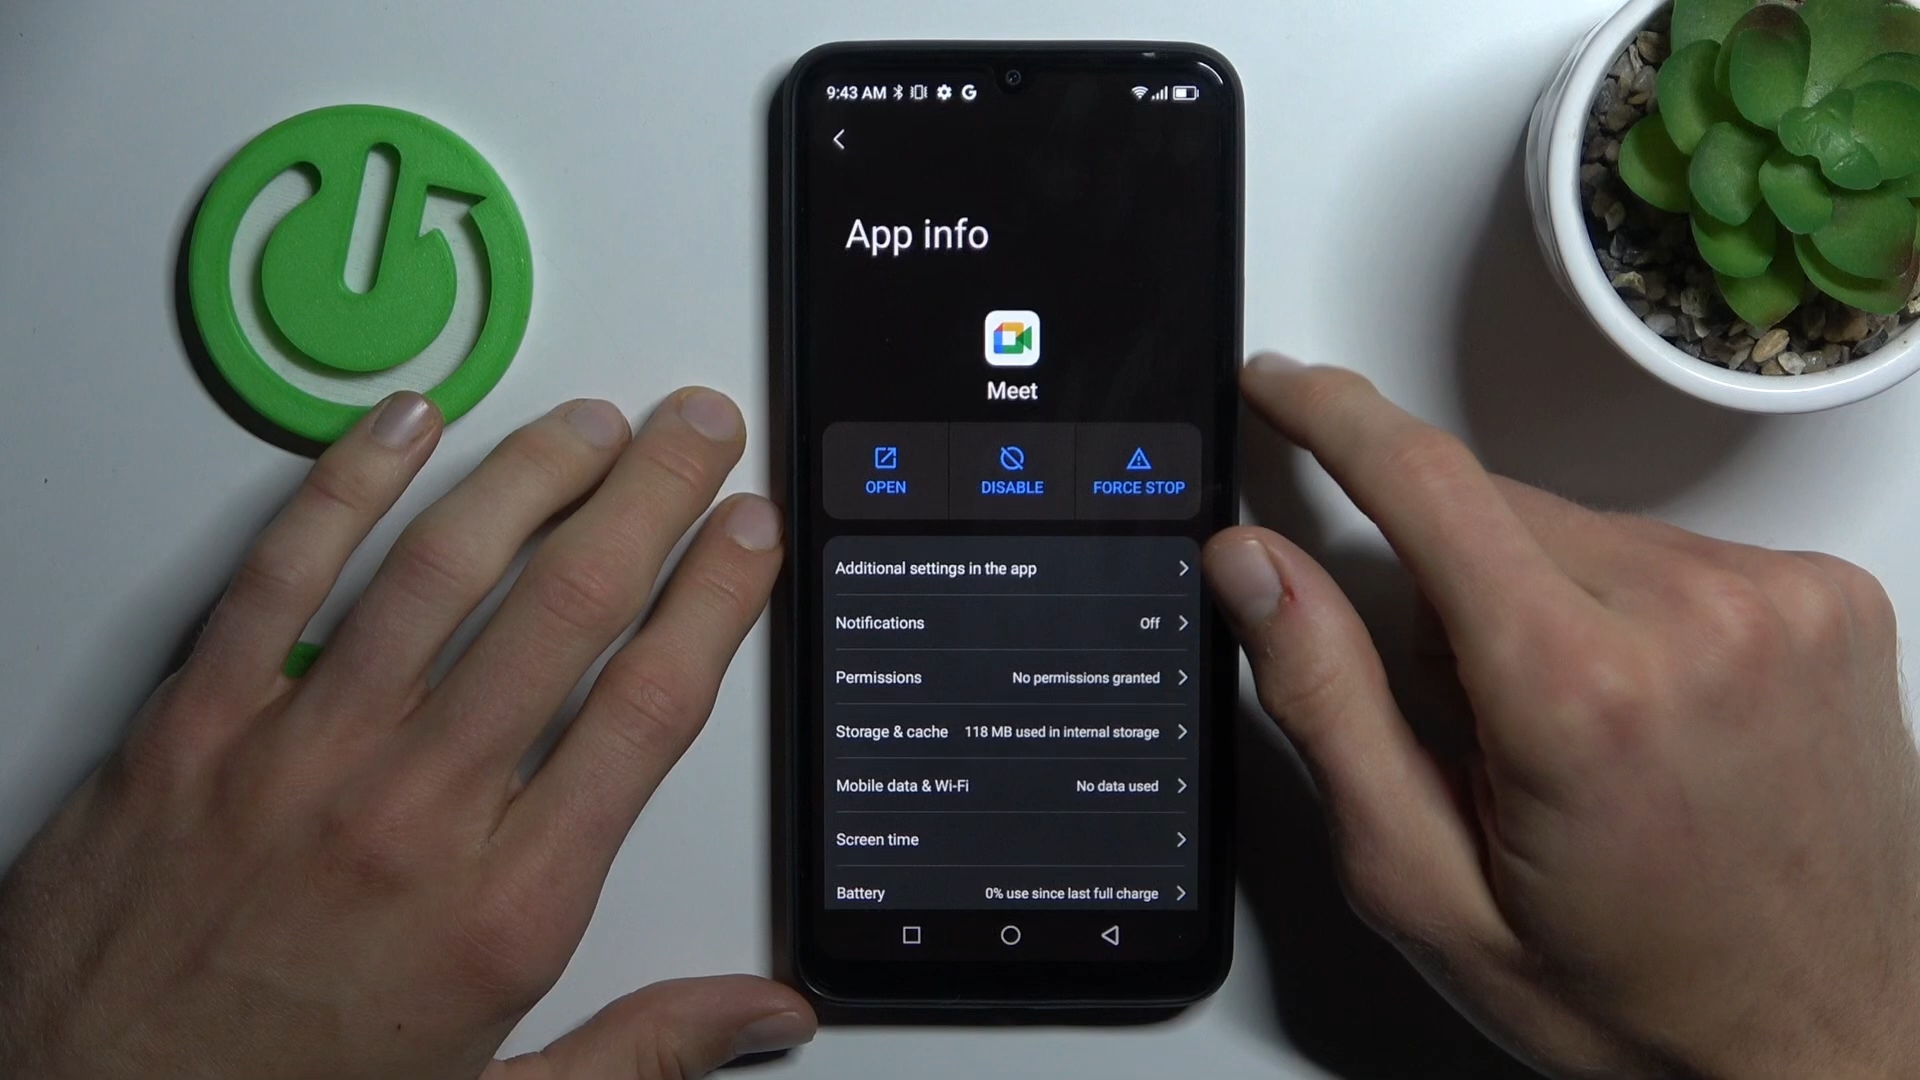 9:43 AM
App info
Meet
OPEN DISABLE FORCE STOP
Additional settings in the app
Notifications Off
Permissions No permissions granted
Storage & cache 118 MB used in internal storage
Mobile data & Wi-Fi No data used
Screen time
Battery 0% use since last full charge